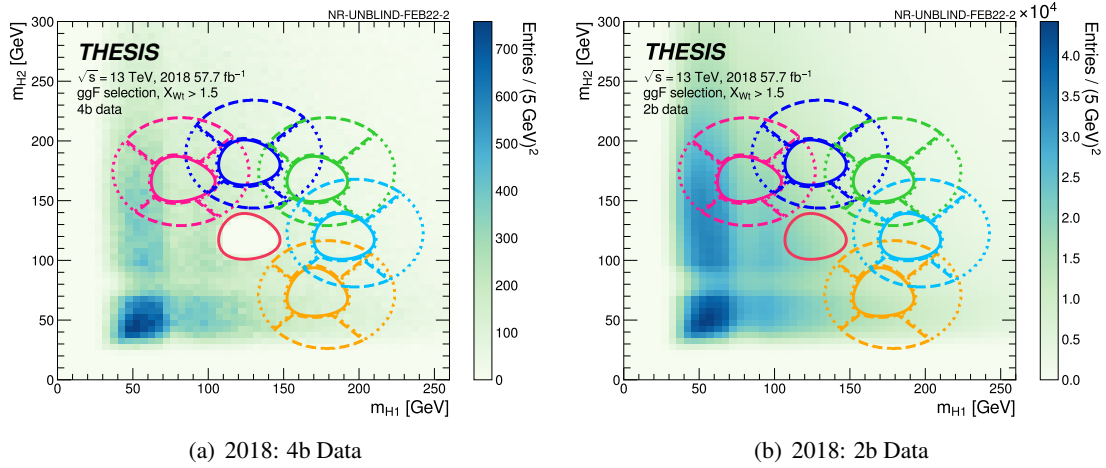 NR-UNBLIND-FEB22-2
THESIS
√s = 13 TeV, 2018 57.7 fb⁻¹
ggF selection, X_Wt > 1.5
4b data
m_H2 [GeV]
300
250
200
150
100
50
0
0 50 100 150 200 250
m_H1 [GeV]
700
600
500
400
300
200
100
0
Entries / (5 GeV)²
(a) 2018: 4b Data
NR-UNBLIND-FEB22-2
×10⁴
THESIS
√s = 13 TeV, 2018 57.7 fb⁻¹
ggF selection, X_Wt > 1.5
2b data
m_H2 [GeV]
300
250
200
150
100
50
0
0 50 100 150 200 250
m_H1 [GeV]
4.0
3.5
3.0
2.5
2.0
1.5
1.0
0.5
0.0
Entries / (5 GeV)²
(b) 2018: 2b Data